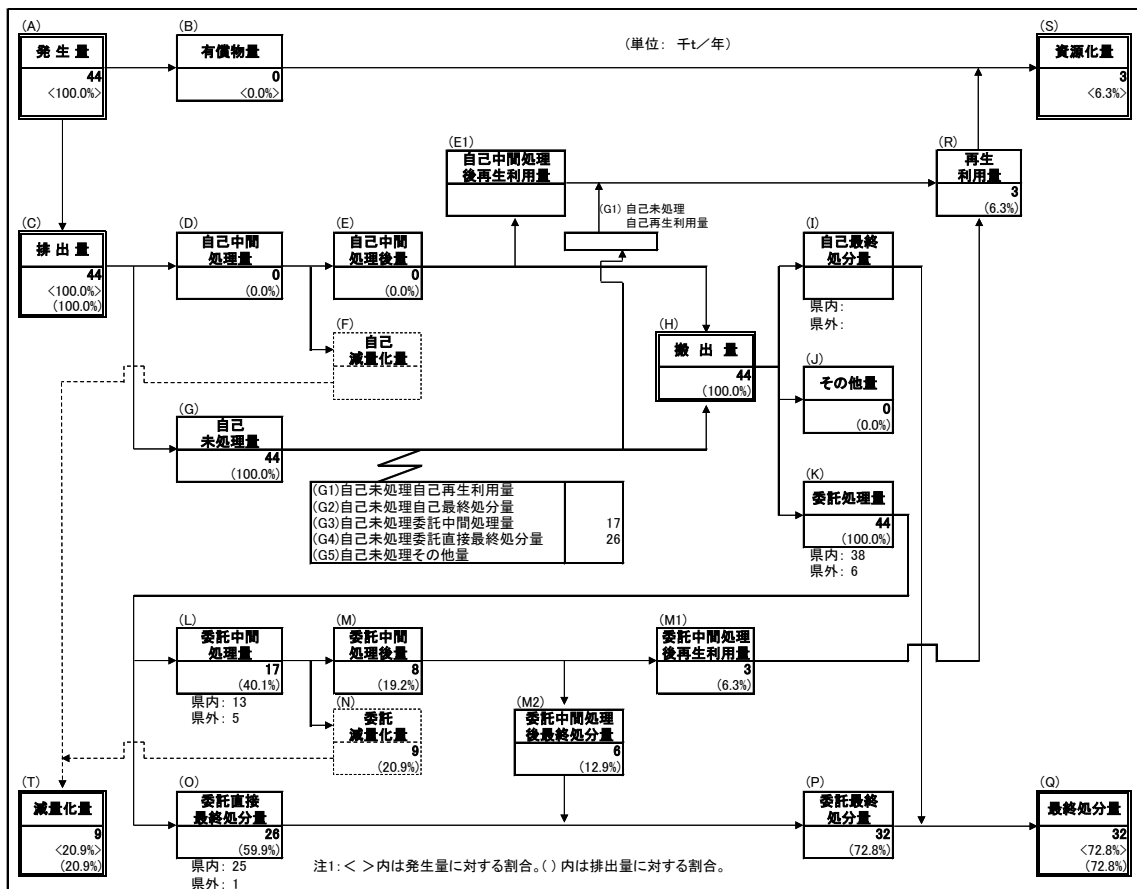 (A)
発 生 量
44
<100.0%>
(B)
有償物量
0
<0.0%>
(単位: 千t/年)
(S)
資源化量
3
<6.3%>
(E1)
自己中間処理
後再生利用量
(R)
再生
利用量
3
(6.3%)
(G1) 自己未処理
自己再生利用量
(C)
排 出 量
44
<100.0%>
(100.0%)
(D)
自己中間
処理量
0
(0.0%)
(E)
自己中間
処理後量
0
(0.0%)
(I)
自己最終
処分量
県内:
県外:
(F)
自己
減量化量
(H)
搬 出 量
44
(100.0%)
(J)
その他量
0
(0.0%)
(G)
自己
未処理量
44
(100.0%)
(G1)自己未処理自己再生利用量
(G2)自己未処理自己最終処分量
(G3)自己未処理委託中間処理量 17
(G4)自己未処理委託直接最終処分量 26
(G5)自己未処理その他量
(K)
委託処理量
44
(100.0%)
県内: 38
県外: 6
(L)
委託中間
処理量
17
(40.1%)
県内: 13
県外: 5
(M)
委託中間
処理後量
8
(19.2%)
(M1)
委託中間処理
後再生利用量
3
(6.3%)
(N)
委託
減量化量
9
(20.9%)
(M2)
委託中間処理
後最終処分量
6
(12.9%)
(T)
減量化量
9
<20.9%>
(20.9%)
(O)
委託直接
最終処分量
26
(59.9%)
県内: 25
県外: 1
(P)
委託最終
処分量
32
(72.8%)
(Q)
最終処分量
32
<72.8%>
(72.8%)
注1:< >内は発生量に対する割合。( )内は排出量に対する割合。